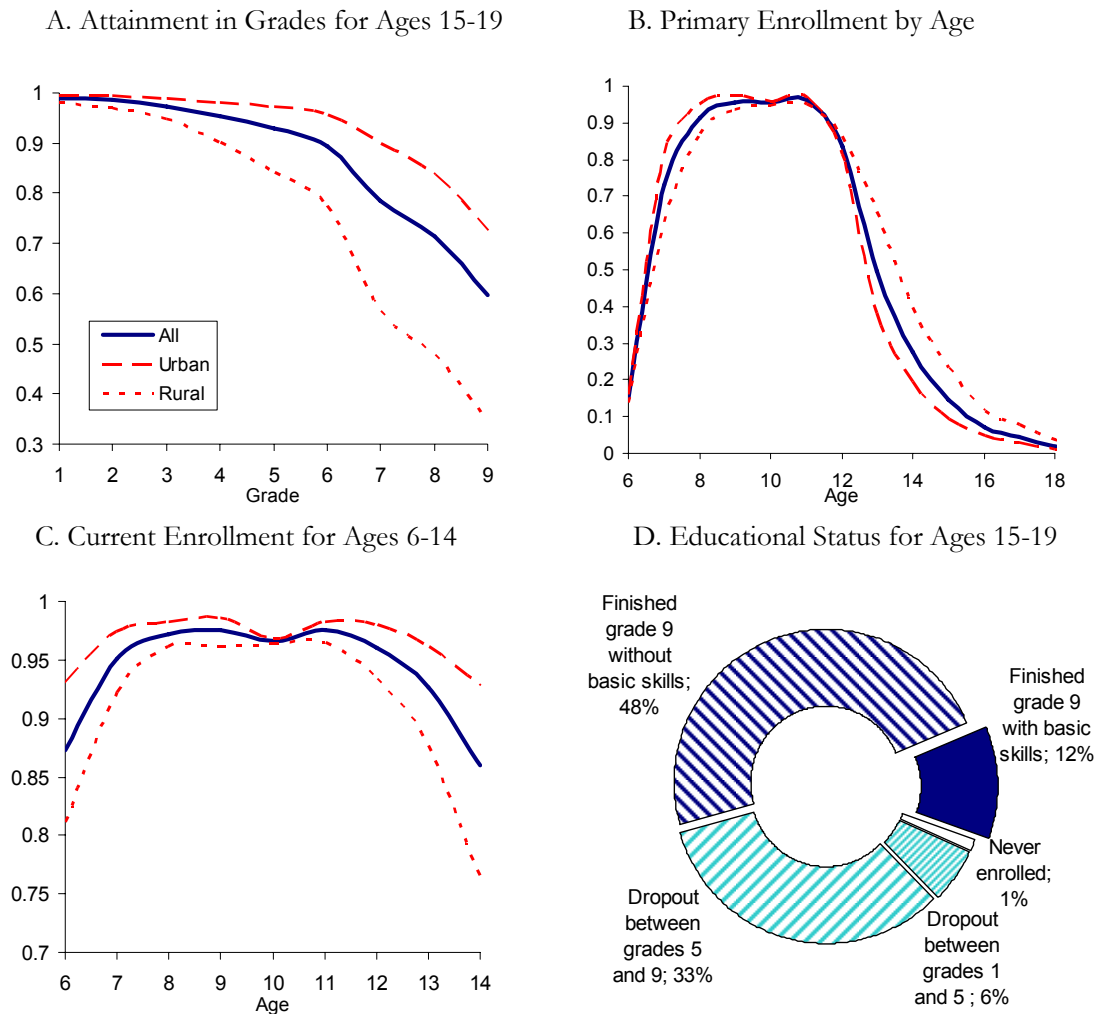 A. Attainment in Grades for Ages 15-19
1
0.9
0.8
0.7
0.6
0.5
0.4
0.3
All
Urban
Rural
1 2 3 4 5 6 7 8 9
Grade
B. Primary Enrollment by Age
1
0.9
0.8
0.7
0.6
0.5
0.4
0.3
0.2
0.1
0
6 8 10 12 14 16 18
Age
C. Current Enrollment for Ages 6-14
1
0.95
0.9
0.85
0.8
0.75
0.7
6 7 8 9 10 11 12 13 14
Age
D. Educational Status for Ages 15-19
Finished
grade 9
without
basic skills;
48%
Finished
grade 9
with basic
skills; 12%
Never
enrolled;
1%
Dropout
between
grades 1
and 5 ; 6%
Dropout
between
grades 5
and 9; 33%